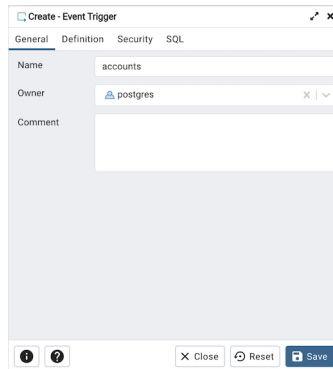 Create - Event Trigger
General Definition Security SQL
Name accounts
Owner postgres
Comment
Close Reset Save